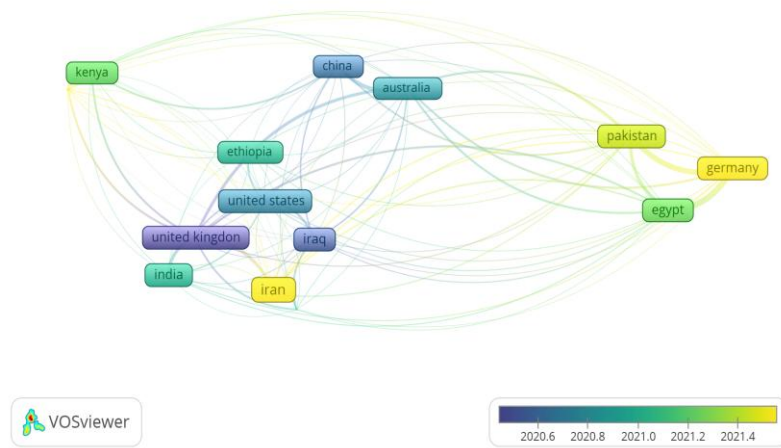 kenya
china
australia
pakistan
ethiopia
germany
united states
egypt
united kingdon
iraq
india
iran
VOSviewer
2020.6 2020.8 2021.0 2021.2 2021.4